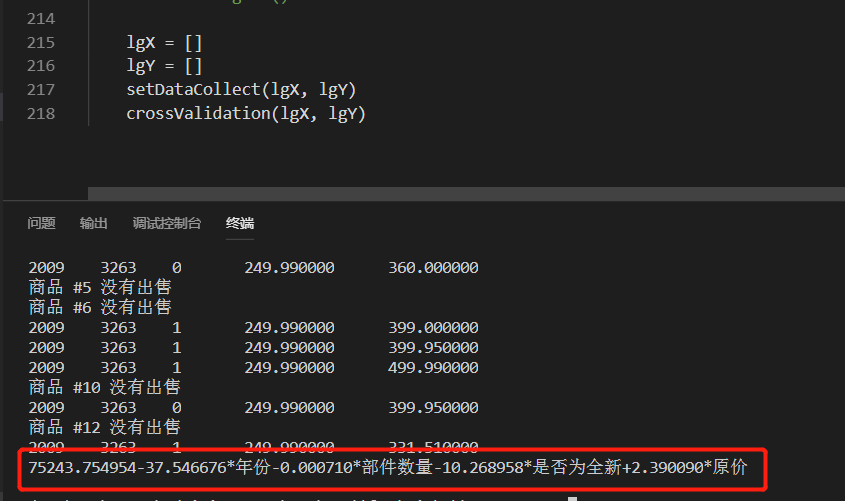 214
215 lgX = []
216 lgY = []
217 setDataCollect(lgX, lgY)
218 crossValidation(lgX, lgY)
问题 输出 调试控制台 终端
2009 3263 0 249.990000 360.000000
商品 #5 没有出售
商品 #6 没有出售
2009 3263 1 249.990000 399.000000
2009 3263 1 249.990000 399.950000
2009 3263 1 249.990000 499.990000
商品 #10 没有出售
2009 3263 0 249.990000 399.950000
商品 #12 没有出售
2009 3263 1 249.990000 331.510000
75243.754954-37.546676*年份-0.000710*部件数量-10.268958*是否为全新+2.390090*原价